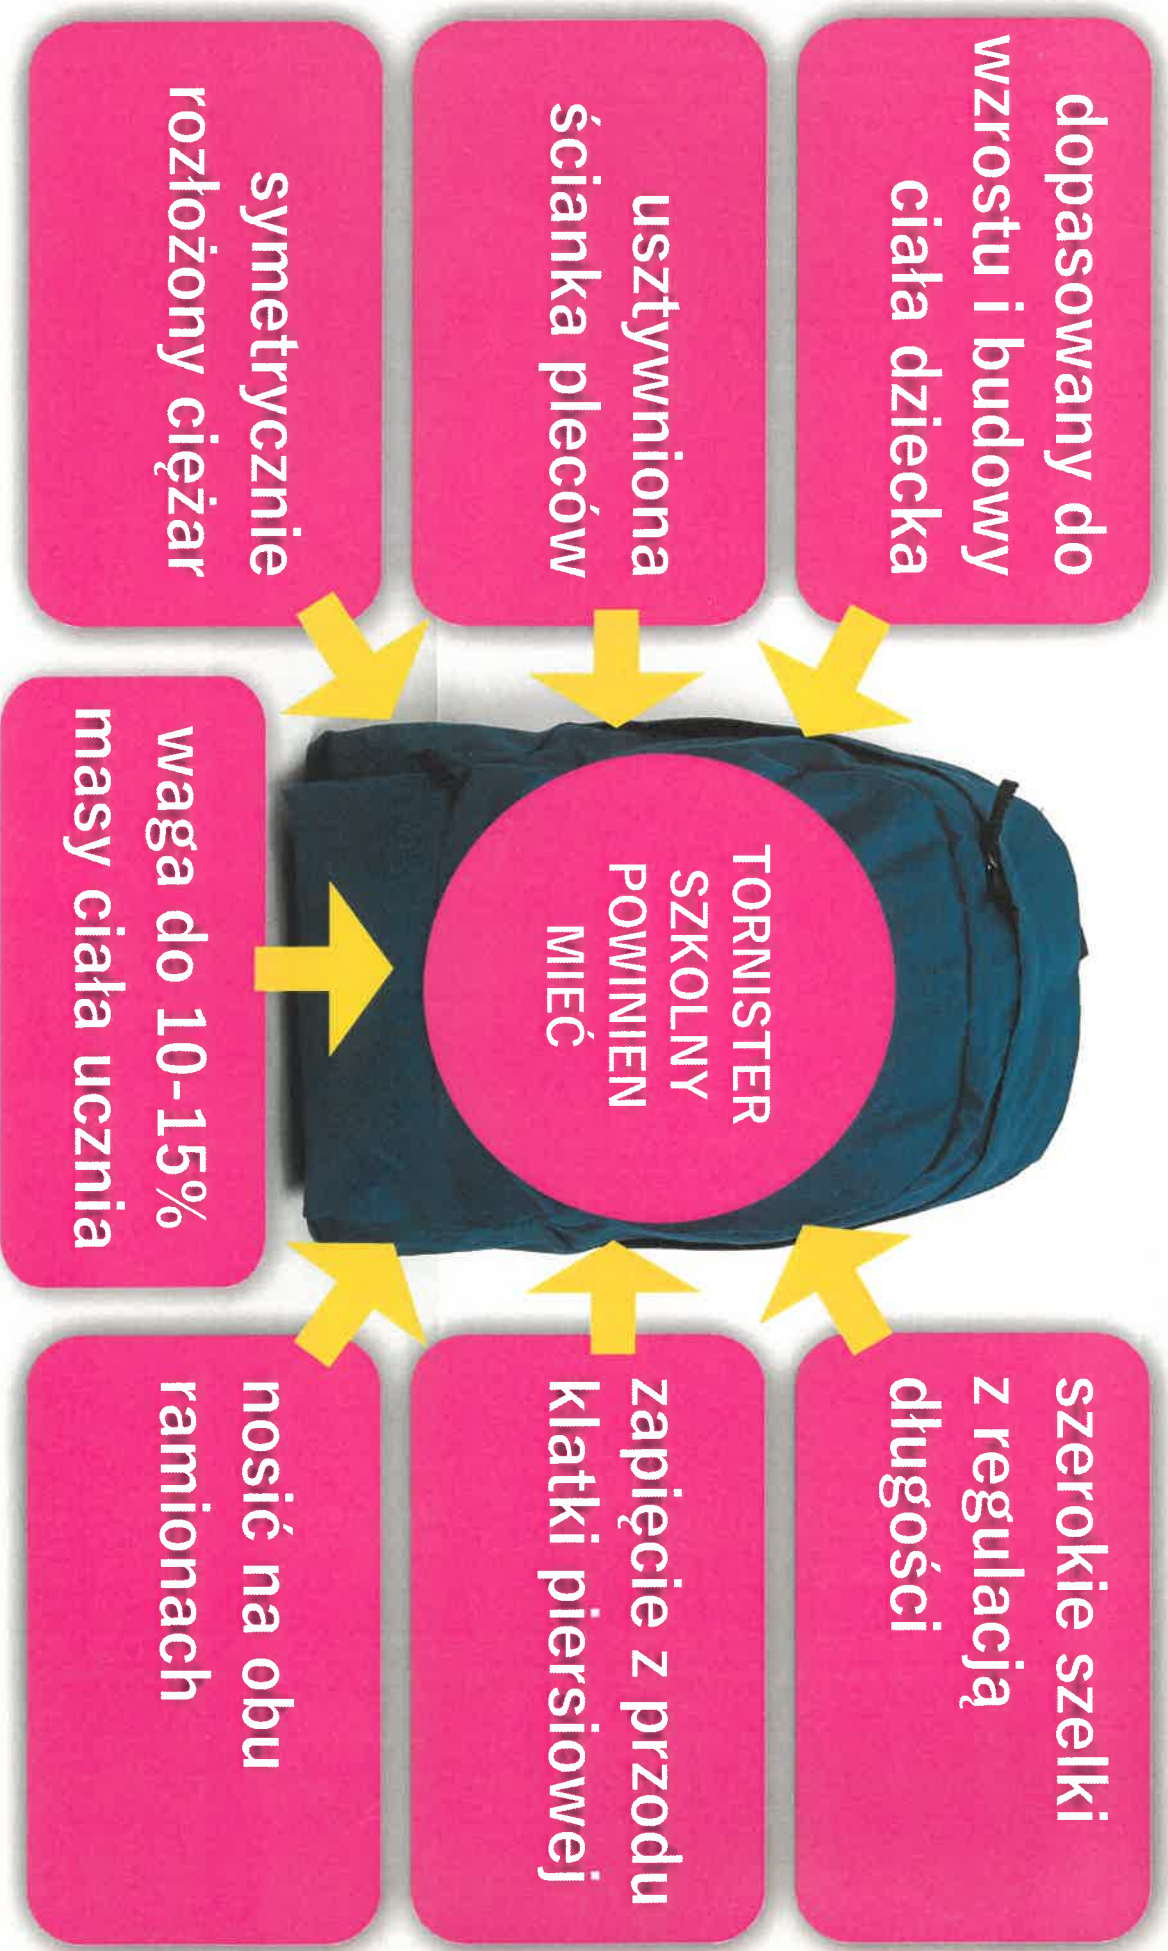 TORNISTER
SZKOLNY
POWINIEN
MIEĆ
dopasowany do
wzrostu i budowy
ciała dziecka
usztywniona
ścianka pleców
symetrycznie
rozłożony ciężar
waga do 10-15%
masy ciała ucznia
szerokie szelki
z regulacją
długości
zapięcie z przodu
klatki piersiowej
nosić na obu
ramionach